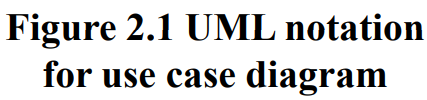 Figure 2.1 UML notation
for use case diagram